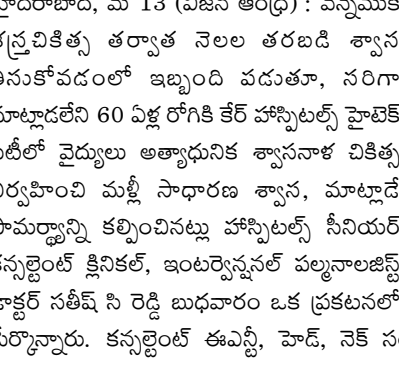 హైదరాబాద్, మే 13 (విజన్ ఆంధ్ర) : వెన్నెముక
శస్త్రచికిత్స తర్వాత నెలల తరబడి శ్వాస
తీసుకోవడంలో ఇబ్బంది పడుతూ, సరిగా
మాట్లాడలేని 60 ఏళ్ల రోగికి కేర్ హాస్పిటల్స్ హైటెక్
సిటీలో వైద్యులు అత్యాధునిక శ్వాసనాళ చికిత్స
నిర్వహించి మళ్లీ సాధారణ శ్వాస, మాట్లాడే
సామర్థ్యాన్ని కల్పించినట్లు హాస్పిటల్స్ సీనియర్
కన్సల్టెంట్ క్లినికల్, ఇంటర్వెన్షనల్ పల్మనాలజిస్ట్
డాక్టర్ సతీష్ సి రెడ్డి బుధవారం ఒక ప్రకటనలో
పేర్కొన్నారు. కన్సల్టెంట్ ఈఎన్టీ, హెడ్, నెక్